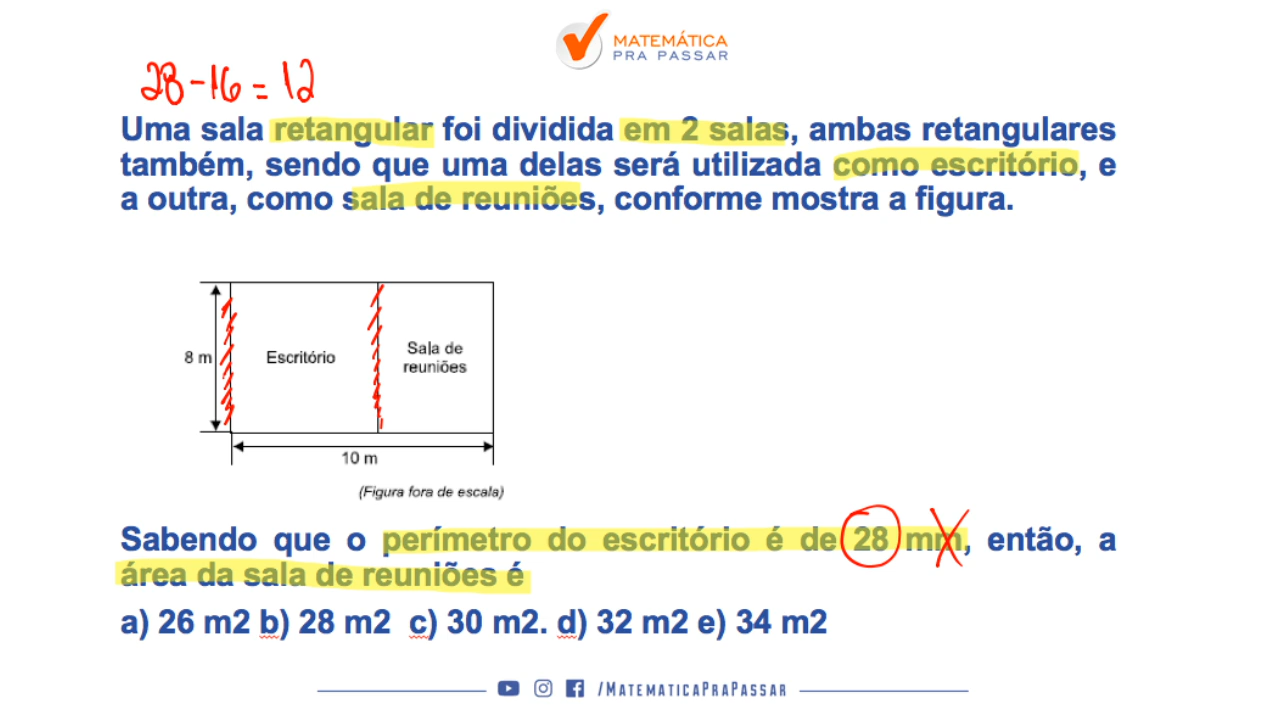 MATEMÁTICA
PRA PASSAR
28-16=12
Uma sala retangular foi dividida em 2 salas, ambas retangulares
também, sendo que uma delas será utilizada como escritório, e
a outra, como sala de reuniões, conforme mostra a figura.
8 m
Escritório
Sala de
reuniões
10 m
(Figura fora de escala)
Sabendo que o perímetro do escritório é de 28 mm, então, a
área da sala de reuniões é
a) 26 m2 b) 28 m2 c) 30 m2. d) 32 m2 e) 34 m2
/MATEMATICAPRAPASSAR